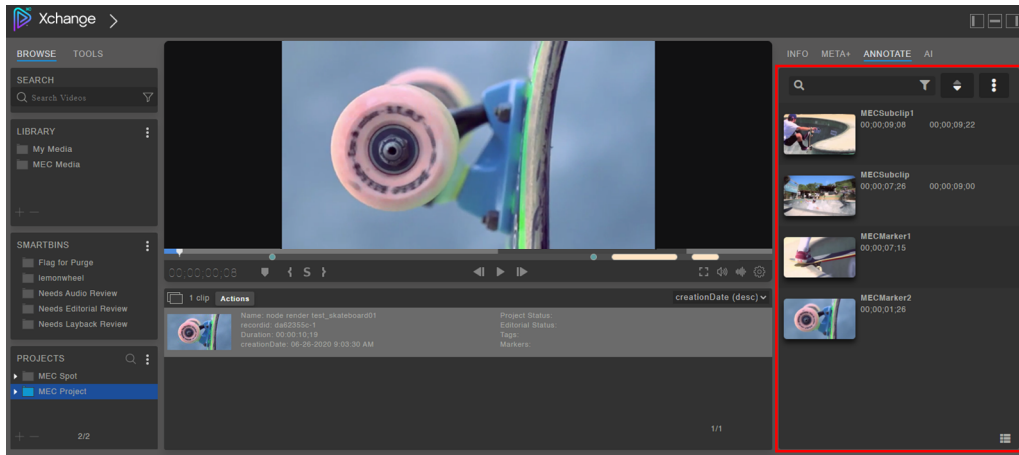 Xchange
BROWSE TOOLS
SEARCH
Search Videos
LIBRARY
My Media
MEC Media
SMARTBINS
Flag for Purge
lemonwheel
Needs Audio Review
Needs Editorial Review
Needs Layback Review
PROJECTS
MEC Spot
MEC Project
2/2
00;00;00;08
{ S }
1 clip Actions
creationDate (desc)
Name: node render test_skateboard01
recordid: da62355c-1
Duration: 00:00:10;19
creationDate: 06-26-2020 9:03:30 AM
Project Status:
Editorial Status:
Tags:
Markers:
1/1
INFO META+ ANNOTATE AI
MECSubclip1
00;00;09;08 00;00;09;22
MECSubclip
00;00;07;26 00;00;09;00
MECMarker1
00;00;07;15
MECMarker2
00;00;01;26